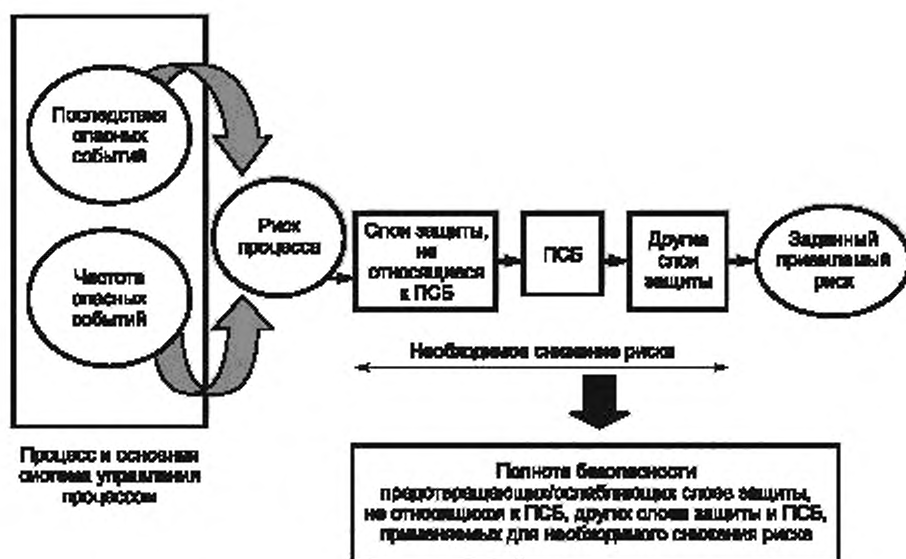 Последствия
опасных
событий
Частота
опасных
событий
Риск
процесса
Слои защиты,
не
относящиеся
к ПСБ
ПСБ
Другие
слои
защиты
Заданный
приемлемый
риск
Необходимое снижение риска
Процесс и основная
система управления
процессом
Полнота безопасности
предотвращающих/ослабляющих слоев защиты,
не относящихся к ПСБ, других слоев защиты и ПСБ,
применяемых для необходимого снижения риска